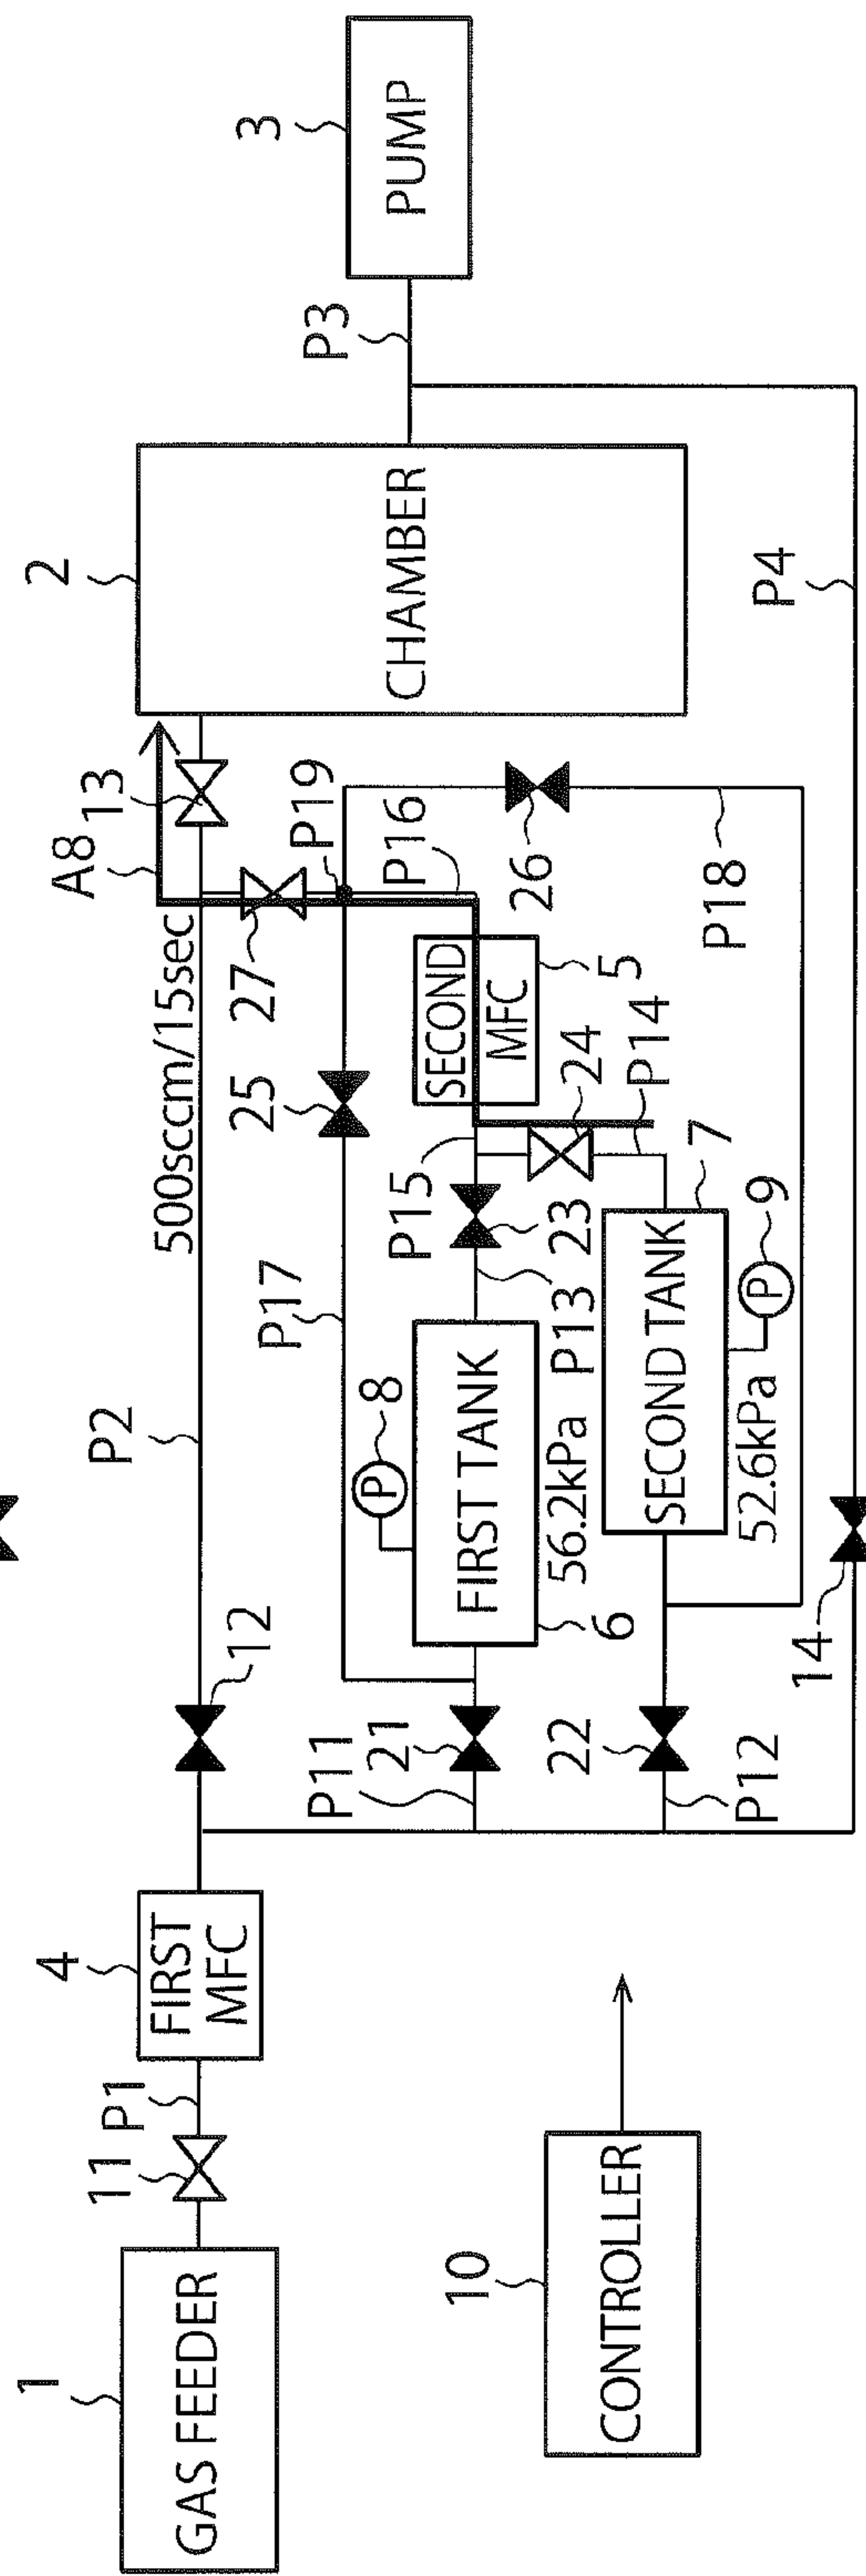 1
GAS FEEDER
11
P1
4
FIRST
MFC
12
P2
500sccm/15sec
A8
13
2
CHAMBER
P3
3
PUMP
P17
25
27
P19
P16
26
P18
P4
P11
21
8
P
FIRST TANK
6
56.2kPa
P13
23
P15
SECOND
MFC
5
24
P14
22
P12
SECOND TANK
7
52.6kPa
P
9
14
10
CONTROLLER